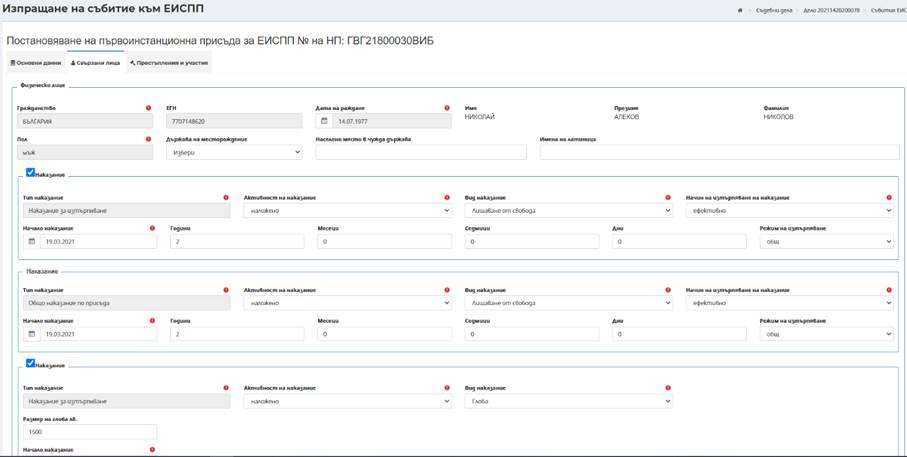 Изпращане на събитие към ЕИСПП
Съдебни дела Дело 20211420200078 Събития ЕИС
Постановяване на първоинстанционна присъда за ЕИСПП № на НП: ГВГ21800030ВИБ
Основни данни Свързани лица Престъпления и участия
Физическо лице
Гражданство ЕГН Дата на раждане Име Презиме Фамилия
БЪЛГАРИЯ 7707148620 14.07.1977 НИКОЛАЙ АЛЕКОВ НИКОЛОВ
Пол Държава на месторождение Населено място в чужда държава Имена на латиница
мъж Избери
Наказание
Тип наказание Активност на наказание Вид наказание Начин на изтърпяване на наказание
Наказание за изтърпяване наложено Лишаване от свобода ефективно
Начало наказание Години Месеци Седмици Дни Режим на изтърпяване
19.03.2021 2 0 0 0 общ
Наказание
Тип наказание Активност на наказание Вид наказание Начин на изтърпяване на наказание
Общо наказание по присъда наложено Лишаване от свобода ефективно
Начало наказание Години Месеци Седмици Дни Режим на изтърпяване
19.03.2021 2 0 0 0 общ
Наказание
Тип наказание Активност на наказание Вид наказание
Наказание за изтърпяване наложено Глоба
Размер на глоба лв.
1500
Начало наказание